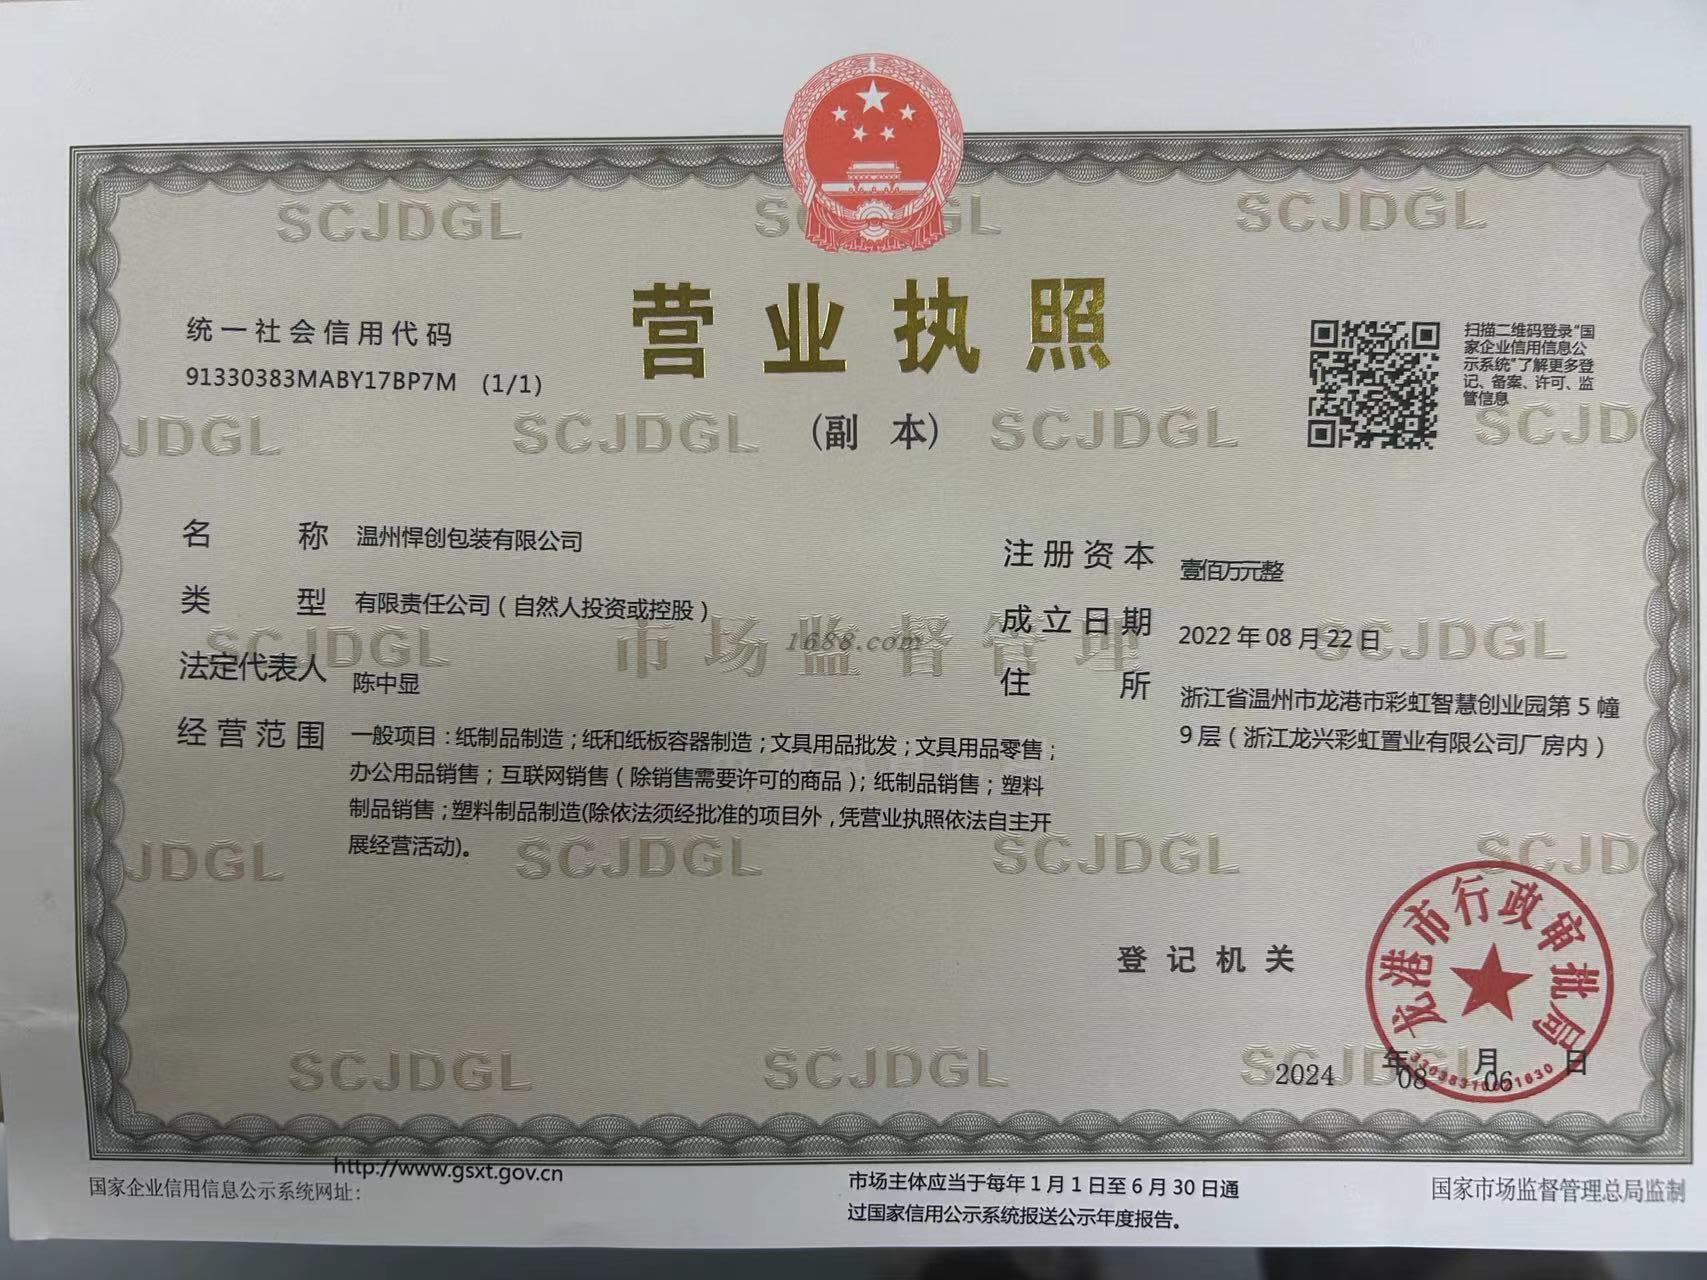 营业执照
(副 本)
统一社会信用代码
91330383MABY17BP7M (1/1)
扫描二维码登录“国
家企业信用信息公
示系统”了解更多登
记、备案、许可、监
管信息
名称 温州悍创包装有限公司
类型 有限责任公司（自然人投资或控股）
法定代表人 陈中显
经营范围 一般项目：纸制品制造；纸和纸板容器制造；文具用品批发；文具用品零售；
办公用品销售；互联网销售（除销售需要许可的商品）；纸制品销售；塑料
制品销售；塑料制品制造(除依法须经批准的项目外，凭营业执照依法自主开
展经营活动)。
注册资本 壹佰万元整
成立日期 2022年08月22日
住所 浙江省温州市龙港市彩虹智慧创业园第5幢
9层（浙江龙兴彩虹置业有限公司厂房内）
SCJDGL
市场监督管理
1688.com
登记机关
龙港市行政审批局
2024年08月06日
国家企业信用信息公示系统网址：
http://www.gsxt.gov.cn
市场主体应当于每年1月1日至6月30日通
过国家信用公示系统报送公示年度报告。
国家市场监督管理总局监制